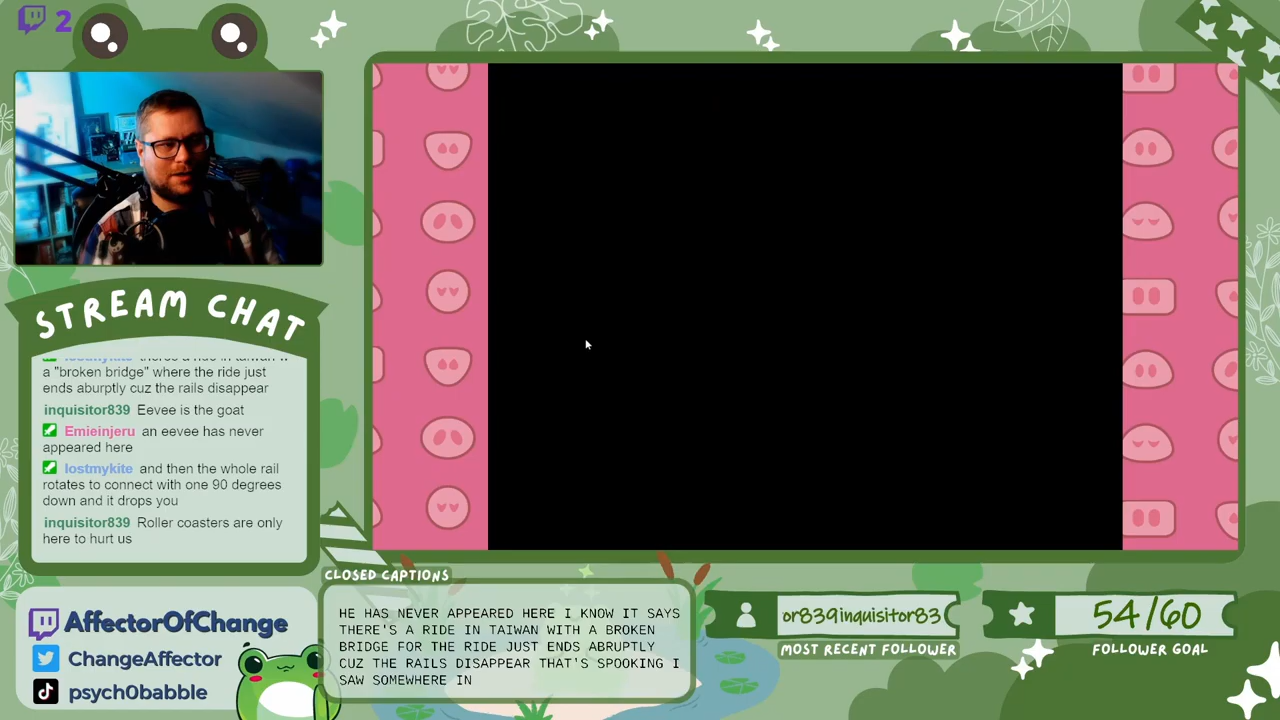 2
STREAM CHAT
lostmykite theres a ride in taiwan w
a "broken bridge" where the ride just
ends aburptly cuz the rails disappear
inquisitor839 Eevee is the goat
Emieinjeru an eevee has never
appeared here
lostmykite and then the whole rail
rotates to connect with one 90 degrees
down and it drops you
inquisitor839 Roller coasters are only
here to hurt us
AffectorOfChange
ChangeAffector
psych0babble
CLOSED CAPTIONS
HE HAS NEVER APPEARED HERE I KNOW IT SAYS
THERE'S A RIDE IN TAIWAN WITH A BROKEN
BRIDGE FOR THE RIDE JUST ENDS ABRUPTLY
CUZ THE RAILS DISAPPEAR THAT'S SPOOKING I
SAW SOMEWHERE IN
or839inquisitor83
MOST RECENT FOLLOWER
54/60
FOLLOWER GOAL